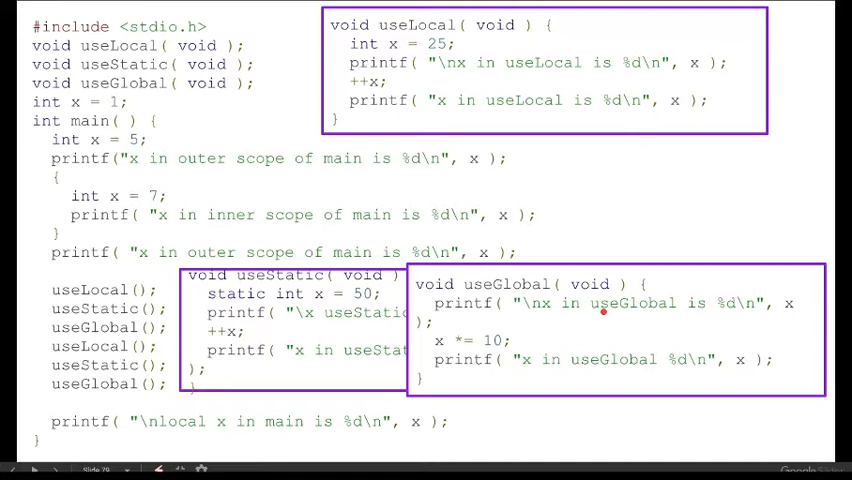 #include <stdio.h>
void useLocal( void );
void useStatic( void );
void useGlobal( void );
int x = 1;
int main( ) {
int x = 5;
printf("x in outer scope of main is %d\n", x );
{
int x = 7;
printf( "x in inner scope of main is %d\n", x );
}
printf( "x in outer scope of main is %d\n", x );
useLocal();
useStatic();
useGlobal();
useLocal();
useStatic();
useGlobal();
printf( "\nlocal x in main is %d\n", x );
}
void useLocal( void ) {
int x = 25;
printf( "\nx in useLocal is %d\n", x );
++x;
printf( "x in useLocal is %d\n", x );
}
void useStatic( void )
static int x = 50;
printf( "\x useStatic
++x;
printf( "x in useStat
);
}
void useGlobal( void ) {
printf( "\nx in useGlobal is %d\n", x
);
x *= 10;
printf( "x in useGlobal %d\n", x );
}
Slide 79